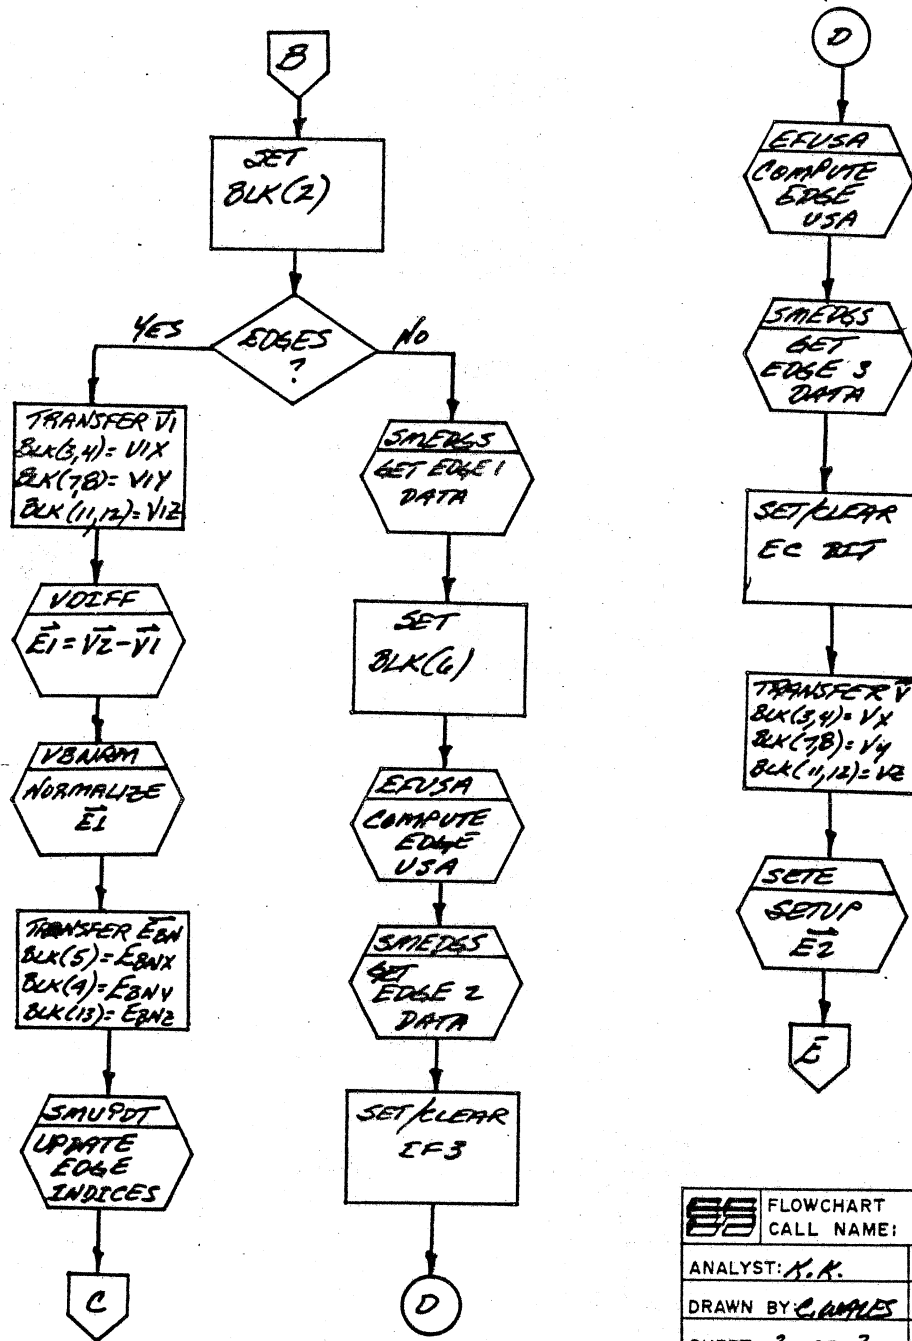 B
SET
BLK(2)
EDGES
?
YES
NO
TRANSFER V1
BLK(3,4)= V1X
BLK(7,8)= V1Y
BLK(11,12)= V1Z
VDIFF
E1 = V2 - V1
VBNRM
NORMALIZE
E1
TRANSFER EBN
BLK(5)= EBNX
BLK(9)= EBNY
BLK(13)= EBNZ
SMUPDT
UPDATE
EDGE
INDICES
C
SMEDGS
GET EDGE 1
DATA
SET
BLK(6)
EFUSA
COMPUTE
EDGE
USA
SMEDGS
GET
EDGE 2
DATA
SET/CLEAR
IF3
D
D
EFUSA
COMPUTE
EDGE
USA
SMEDGS
GET
EDGE 3
DATA
SET/CLEAR
EC BIT
TRANSFER V
BLK(3,4)= VX
BLK(7,8)= VY
BLK(11,12)= VZ
SETE
SETUP
E2
E
FLOWCHART
CALL NAME:
ANALYST: K.K.
DRAWN BY: C. WALES